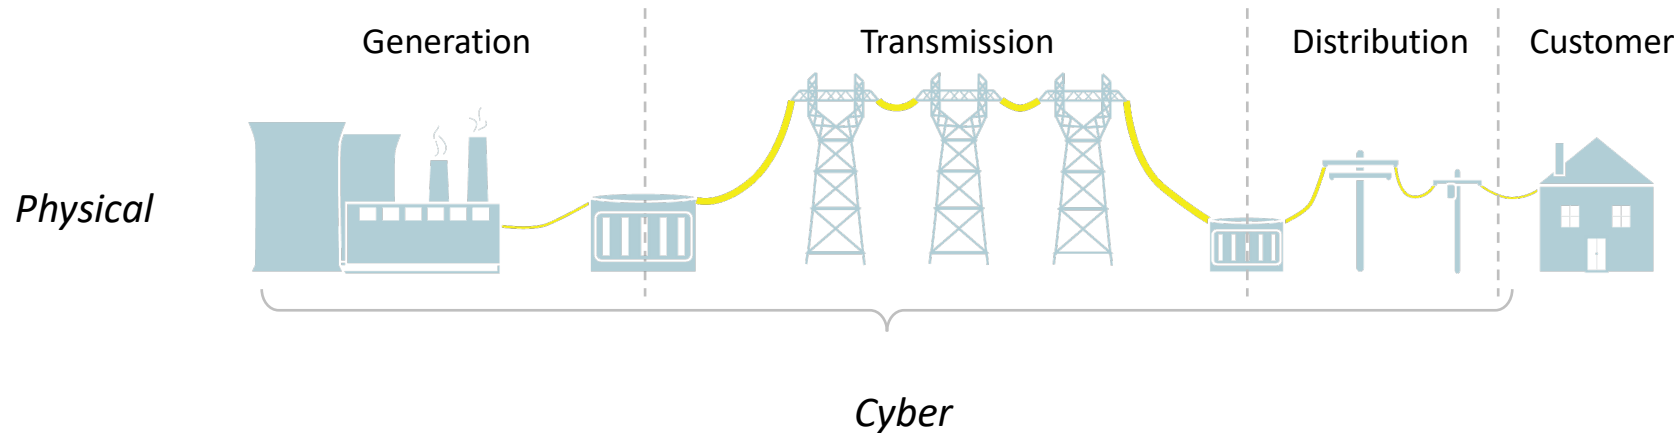 Generation Transmission Distribution Customer
Physical
Cyber